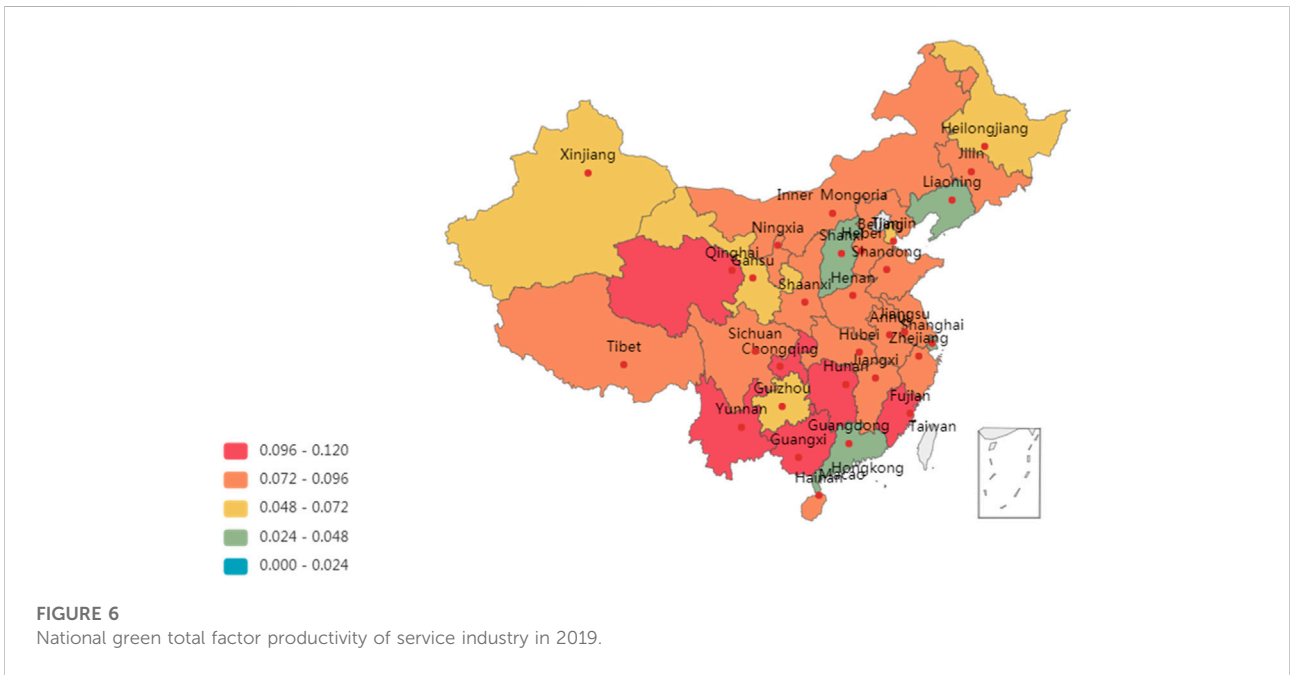 Heilongjiang
Jilin
Xinjiang
Liaoning
Inner Mongoria
Ningxia
Beijing
Tianjin
Shanxi
Hebei
Qinghai
Gansu
Shandong
Shaanxi
Henan
Jiangsu
Anhui
Shanghai
Sichuan
Hubei
Zhejiang
Tibet
Chongqing
Hunan
Jiangxi
Guizhou
Fujian
Yunnan
Guangdong
Taiwan
Guangxi
Hongkong
Hainan
Macao
0.096 - 0.120
0.072 - 0.096
0.048 - 0.072
0.024 - 0.048
0.000 - 0.024
FIGURE 6
National green total factor productivity of service industry in 2019.